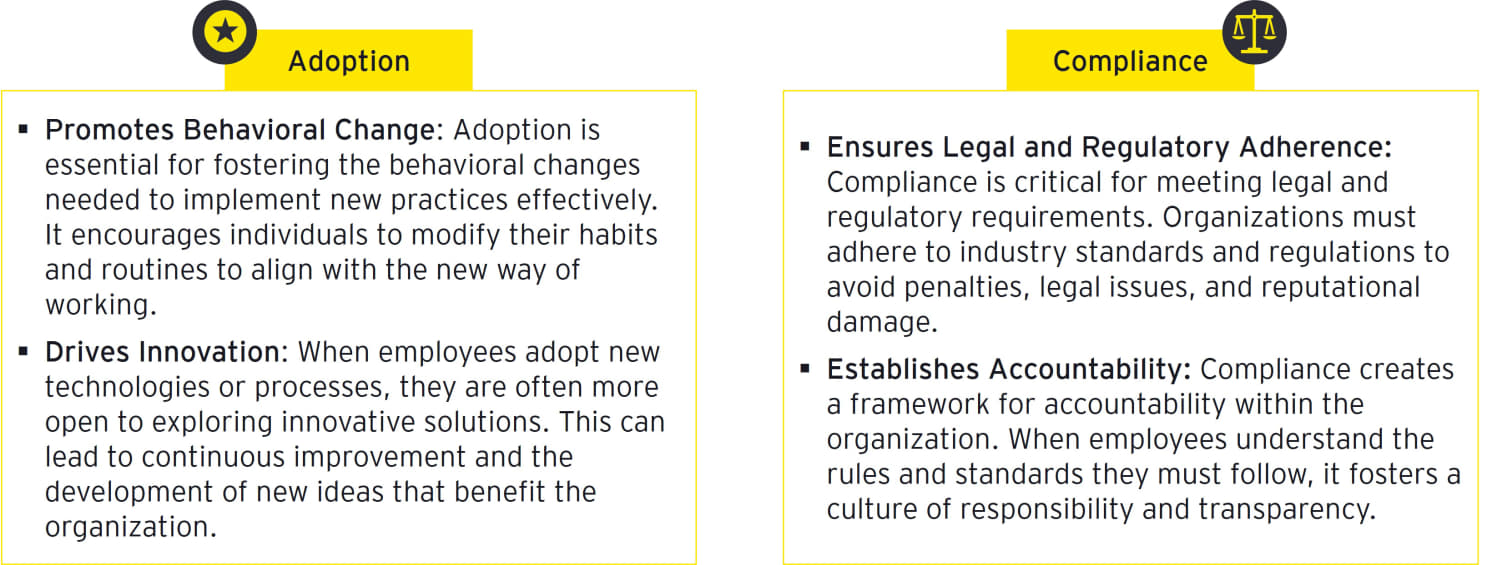 Adoption
▪ Promotes Behavioral Change: Adoption is
essential for fostering the behavioral changes
needed to implement new practices effectively.
It encourages individuals to modify their habits
and routines to align with the new way of
working.
▪ Drives Innovation: When employees adopt new
technologies or processes, they are often more
open to exploring innovative solutions. This can
lead to continuous improvement and the
development of new ideas that benefit the
organization.
Compliance
▪ Ensures Legal and Regulatory Adherence:
Compliance is critical for meeting legal and
regulatory requirements. Organizations must
adhere to industry standards and regulations to
avoid penalties, legal issues, and reputational
damage.
▪ Establishes Accountability: Compliance creates
a framework for accountability within the
organization. When employees understand the
rules and standards they must follow, it fosters a
culture of responsibility and transparency.